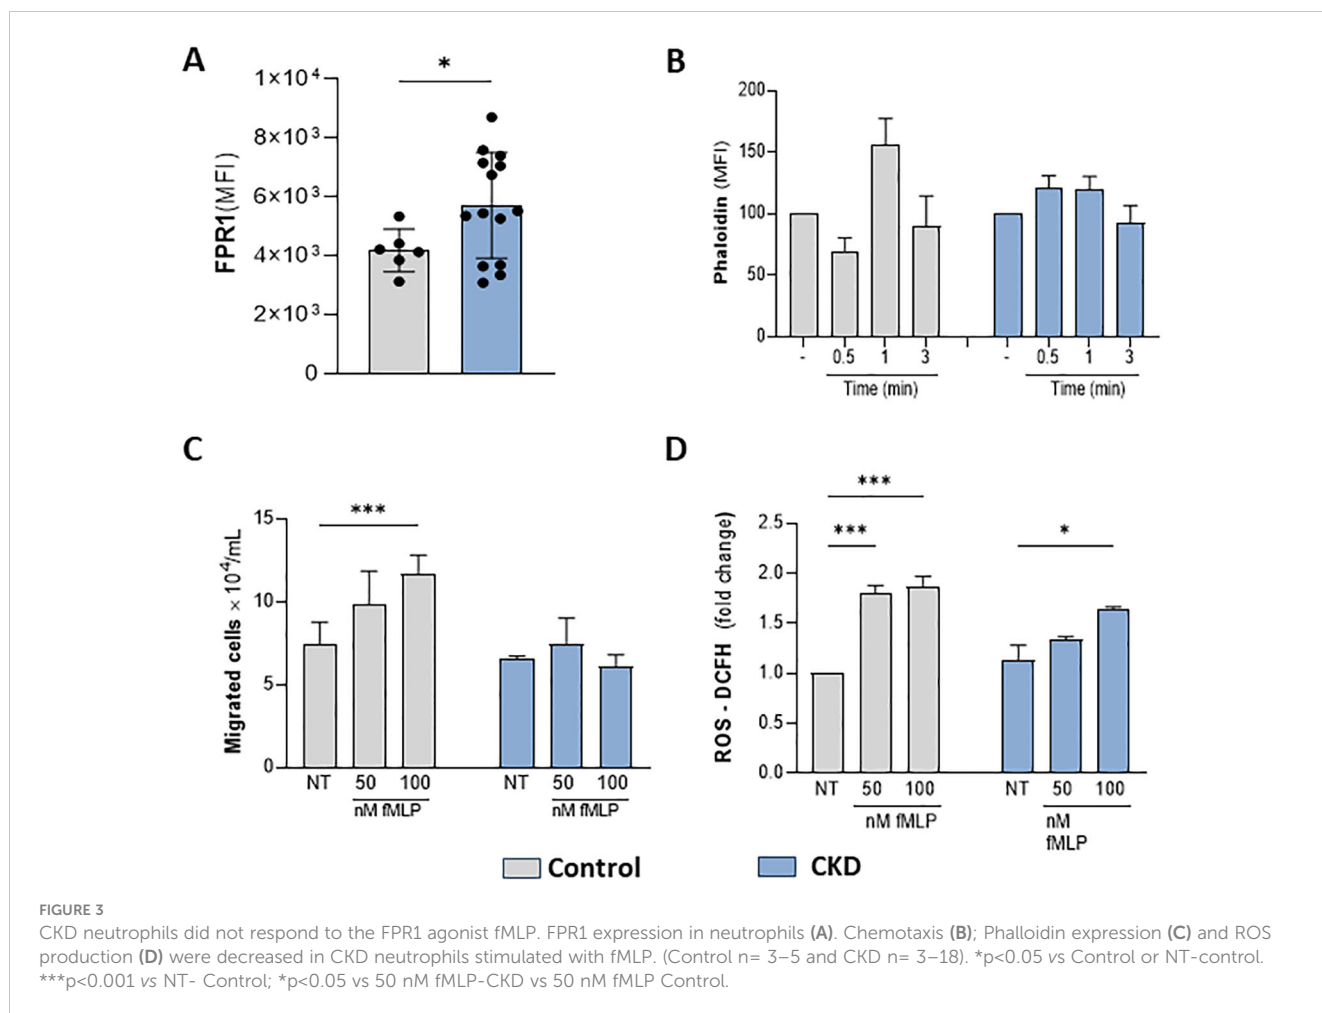 A
*
1×10⁴
8×10³
6×10³
4×10³
2×10³
0
FPR1(MFI)
B
200
150
100
50
0
Phaloidin (MFI)
- 0.5 1 3 - 0.5 1 3
Time (min) Time (min)
C
***
15
10
5
0
Migrated cells × 10⁴/mL
NT 50 100 NT 50 100
nM fMLP nM fMLP
D
***
*** *
2.5
2.0
1.5
1.0
0.5
0.0
ROS - DCFH (fold change)
NT 50 100 NT 50 100
nM fMLP nM
fMLP
Control CKD
FIGURE 3
CKD neutrophils did not respond to the FPR1 agonist fMLP. FPR1 expression in neutrophils (A). Chemotaxis (B); Phalloidin expression (C) and ROS
production (D) were decreased in CKD neutrophils stimulated with fMLP. (Control n= 3–5 and CKD n= 3–18). *p<0.05 vs Control or NT-control.
***p<0.001 vs NT- Control; *p<0.05 vs 50 nM fMLP-CKD vs 50 nM fMLP Control.